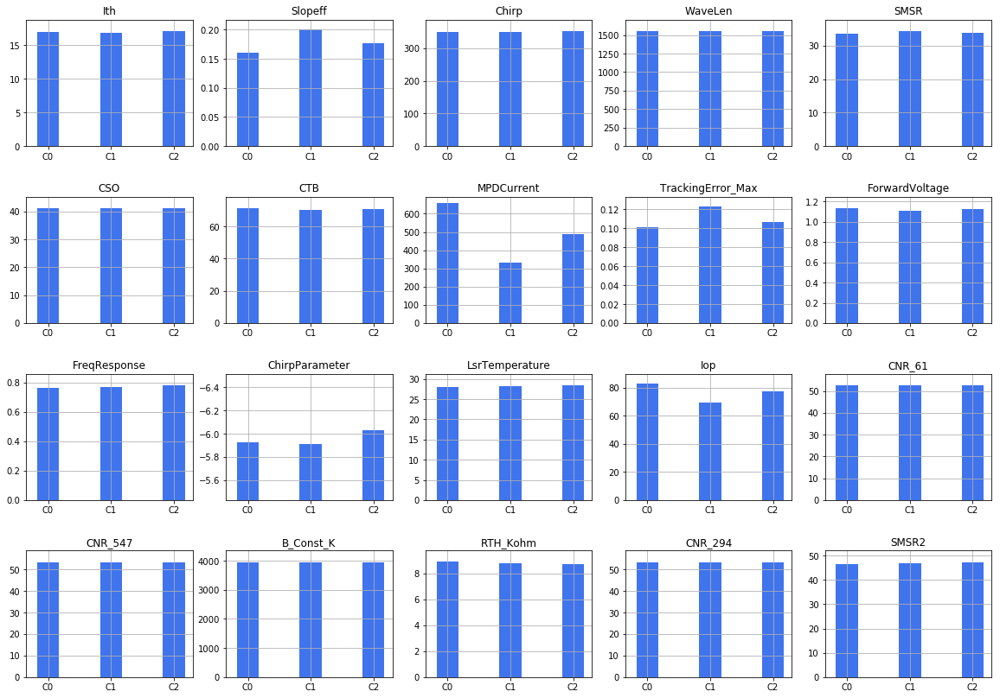 Ith
15
10
5
0
C0 C1 C2
Slopeff
0.20
0.15
0.10
0.05
0.00
C0 C1 C2
Chirp
300
200
100
0
C0 C1 C2
WaveLen
1500
1250
1000
750
500
250
0
C0 C1 C2
SMSR
30
20
10
0
C0 C1 C2
CSO
40
30
20
10
0
C0 C1 C2
CTB
60
40
20
0
C0 C1 C2
MPDCurrent
600
500
400
300
200
100
0
C0 C1 C2
TrackingError_Max
0.12
0.10
0.08
0.06
0.04
0.02
0.00
C0 C1 C2
ForwardVoltage
1.2
1.0
0.8
0.6
0.4
0.2
0.0
C0 C1 C2
FreqResponse
0.8
0.6
0.4
0.2
0.0
C0 C1 C2
ChirpParameter
−6.4
−6.2
−6.0
−5.8
−5.6
C0 C1 C2
LsrTemperature
30
25
20
15
10
5
0
C0 C1 C2
Iop
80
60
40
20
0
C0 C1 C2
CNR_61
50
40
30
20
10
0
C0 C1 C2
CNR_547
50
40
30
20
10
0
C0 C1 C2
B_Const_K
4000
3000
2000
1000
0
C0 C1 C2
RTH_Kohm
8
6
4
2
0
C0 C1 C2
CNR_294
50
40
30
20
10
0
C0 C1 C2
SMSR2
50
40
30
20
10
0
C0 C1 C2